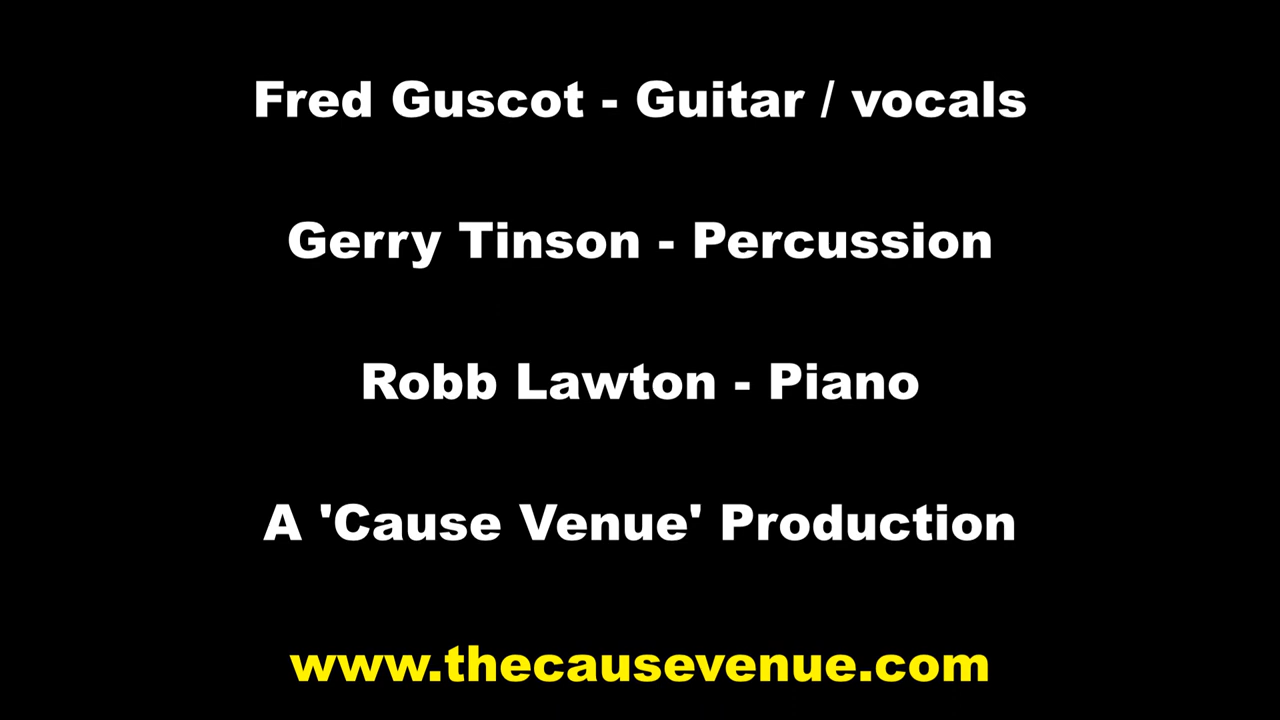 Fred Guscot - Guitar / vocals
Gerry Tinson - Percussion
Robb Lawton - Piano
A 'Cause Venue' Production
www.thecausevenue.com